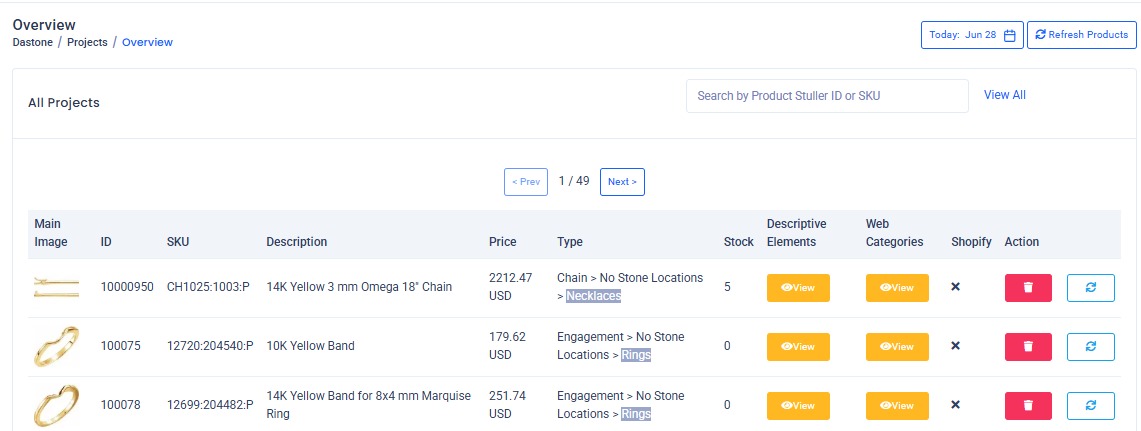 Overview
Dastone / Projects / Overview
Today: Jun 28
Refresh Products
All Projects
Search by Product Stuller ID or SKU
View All
< Prev 1 / 49 Next >
Main Image ID SKU Description Price Type Stock Descriptive Elements Web Categories Shopify Action
10000950 CH1025:1003:P 14K Yellow 3 mm Omega 18" Chain 2212.47 USD Chain > No Stone Locations > Necklaces 5 View View
100075 12720:204540:P 10K Yellow Band 179.62 USD Engagement > No Stone Locations > Rings 0 View View
100078 12699:204482:P 14K Yellow Band for 8x4 mm Marquise Ring 251.74 USD Engagement > No Stone Locations > Rings 0 View View